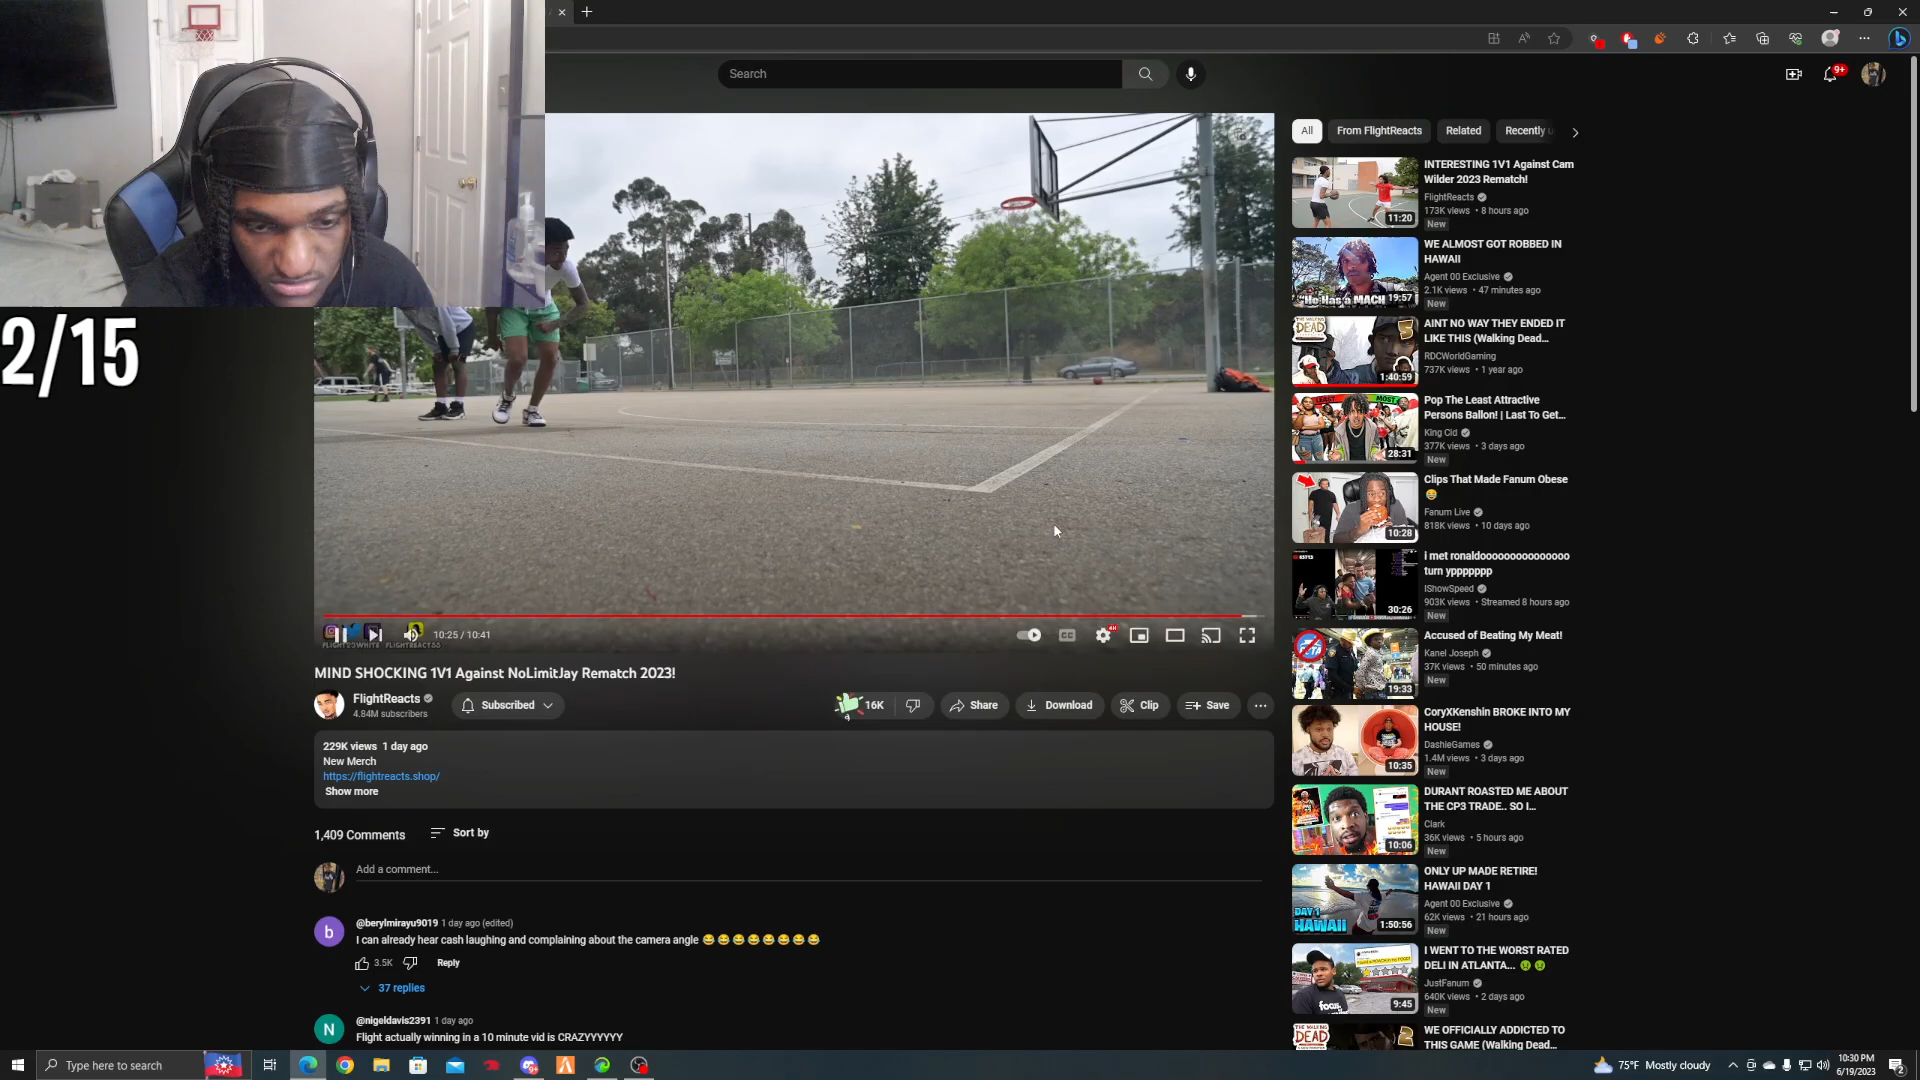 Search
9+
2/15
10:25 / 10:41
MIND SHOCKING 1V1 Against NoLimitJay Rematch 2023!
FlightReacts
4.84M subscribers
Subscribed
16K
Share
Download
Clip
Save
229K views 1 day ago
New Merch
https://flightreacts.shop/
Show more
1,409 Comments
Sort by
Add a comment...
b
@berylmirayu9019 1 day ago (edited)
I can already hear cash laughing and complaining about the camera angle 😂😂😂😂😂😂😂😂
3.5K
Reply
37 replies
N
@nigeldavis2391 1 day ago
Flight actually winning in a 10 minute vid is CRAZYYYYYY
All
From FlightReacts
Related
Recently u
11:20
INTERESTING 1V1 Against Cam
Wilder 2023 Rematch!
FlightReacts
173K views • 8 hours ago
New
"He Has a MACH
19:57
WE ALMOST GOT ROBBED IN
HAWAII
Agent 00 Exclusive
2.1K views • 47 minutes ago
New
DEAD
5
1:40:59
AINT NO WAY THEY ENDED IT
LIKE THIS (Walking Dead...
RDCWorldGaming
737K views • 1 year ago
LEAST
MOST
28:31
Pop The Least Attractive
Persons Ballon! | Last To Get...
King Cid
377K views • 3 days ago
New
10:28
Clips That Made Fanum Obese
😂
Fanum Live
818K views • 10 days ago
30:26
i met ronaldooooooooooooooo
turn yppppppp
IShowSpeed
903K views • Streamed 8 hours ago
New
19:33
Accused of Beating My Meat!
Kanel Joseph
37K views • 50 minutes ago
New
10:35
CoryXKenshin BROKE INTO MY
HOUSE!
DashieGames
1.4M views • 3 days ago
New
10:06
DURANT ROASTED ME ABOUT
THE CP3 TRADE.. SO I...
Clark
36K views • 5 hours ago
New
DAY 1
HAWAII
1:50:56
ONLY UP MADE RETIRE!
HAWAII DAY 1
Agent 00 Exclusive
62K views • 21 hours ago
New
9:45
I WENT TO THE WORST RATED
DELI IN ATLANTA... 🤢🤢
JustFanum
640K views • 2 days ago
New
DEAD
2
WE OFFICIALLY ADDICTED TO
THIS GAME (Walking Dead...
Type here to search
75°F Mostly cloudy
10:30 PM
6/19/2023
2